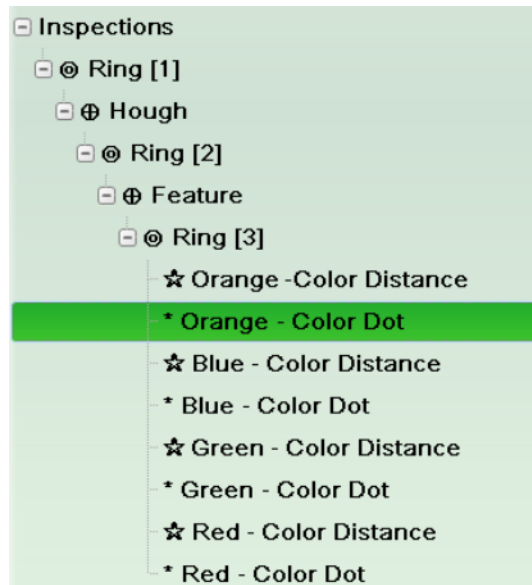 Inspections
Ring [1]
Hough
Ring [2]
Feature
Ring [3]
Orange -Color Distance
* Orange - Color Dot
Blue - Color Distance
* Blue - Color Dot
Green - Color Distance
* Green - Color Dot
Red - Color Distance
* Red - Color Dot